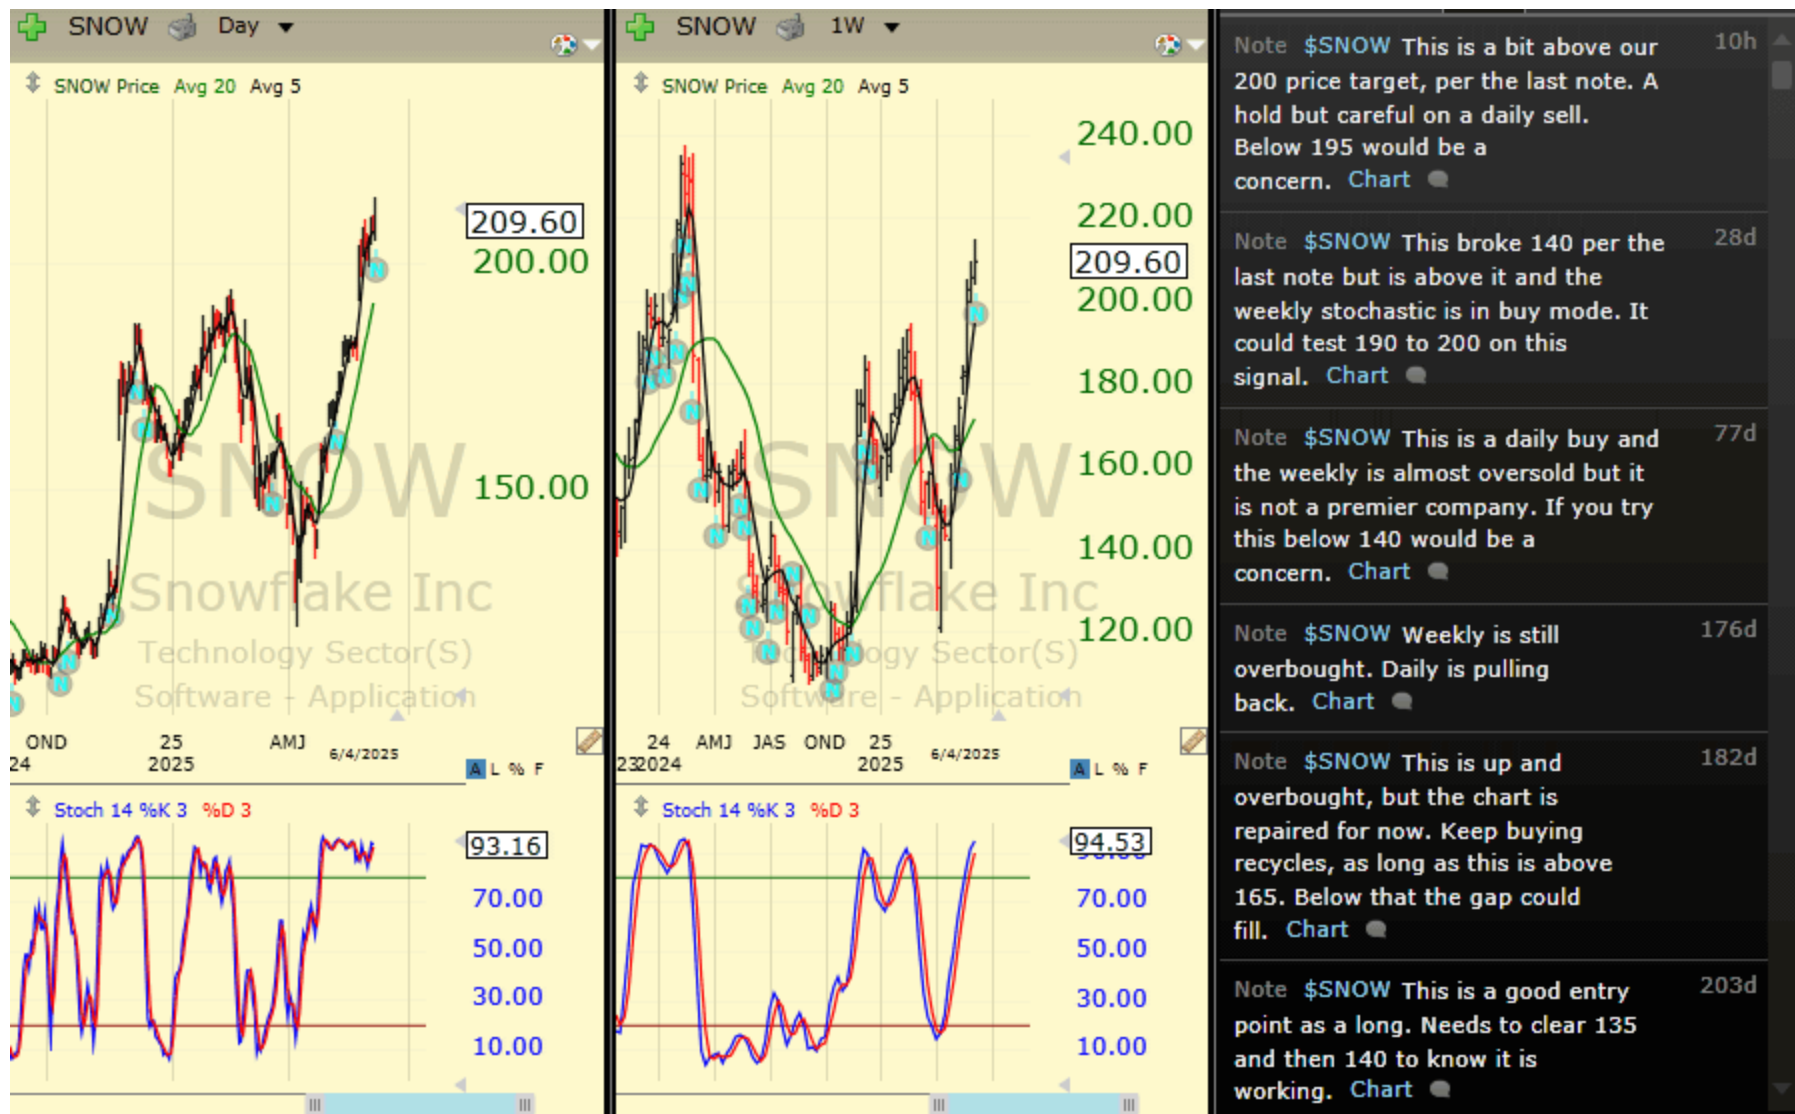 SNOW Day
SNOW Price Avg 20 Avg 5
209.60
200.00
150.00
SNOW
Snowflake Inc
Technology Sector(S)
Software - Application
OND 25 AMJ 6/4/2025
24 2025
A L % F
Stoch 14 %K 3 %D 3
93.16
70.00
50.00
30.00
10.00
SNOW 1W
SNOW Price Avg 20 Avg 5
240.00
220.00
209.60
200.00
180.00
160.00
140.00
120.00
SNOW
Snowflake Inc
Technology Sector(S)
Software - Application
24 AMJ JAS OND 25 6/4/2025
23 2024 2025
A L % F
Stoch 14 %K 3 %D 3
94.53
90.00
70.00
50.00
30.00
10.00
Note $SNOW This is a bit above our 10h
200 price target, per the last note. A
hold but careful on a daily sell.
Below 195 would be a
concern. Chart
Note $SNOW This broke 140 per the 28d
last note but is above it and the
weekly stochastic is in buy mode. It
could test 190 to 200 on this
signal. Chart
Note $SNOW This is a daily buy and 77d
the weekly is almost oversold but it
is not a premier company. If you try
this below 140 would be a
concern. Chart
Note $SNOW Weekly is still 176d
overbought. Daily is pulling
back. Chart
Note $SNOW This is up and 182d
overbought, but the chart is
repaired for now. Keep buying
recycles, as long as this is above
165. Below that the gap could
fill. Chart
Note $SNOW This is a good entry 203d
point as a long. Needs to clear 135
and then 140 to know it is
working. Chart